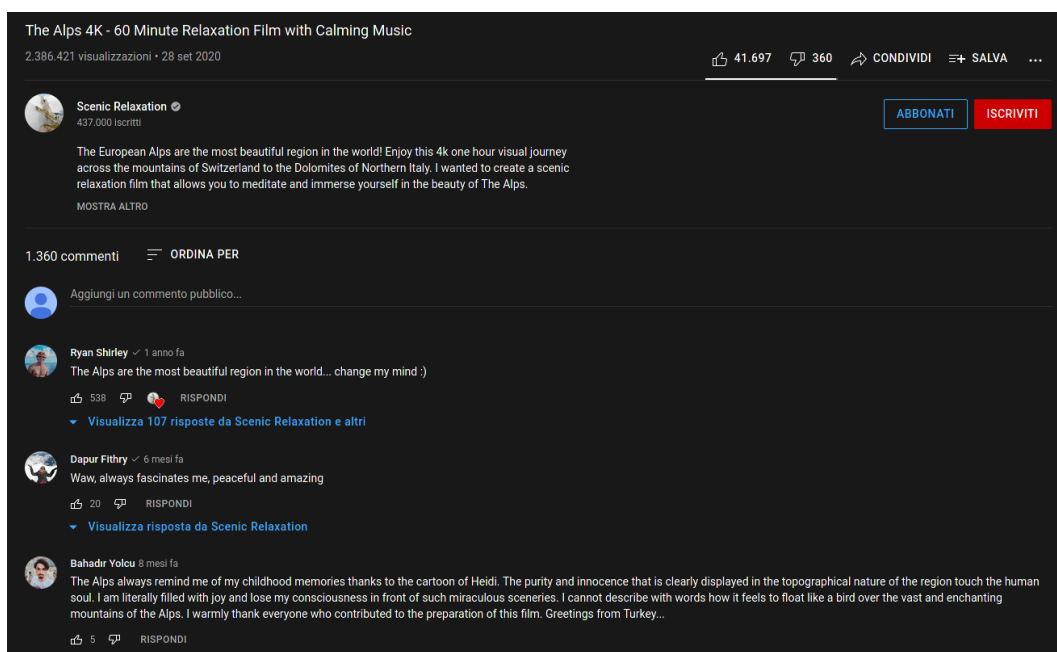 The Alps 4K - 60 Minute Relaxation Film with Calming Music
2.386.421 visualizzazioni • 28 set 2020
41.697 360 CONDIVIDI SALVA ...
Scenic Relaxation
437.000 iscritti
ABBONATI ISCRIVITI
The European Alps are the most beautiful region in the world! Enjoy this 4k one hour visual journey
across the mountains of Switzerland to the Dolomites of Northern Italy. I wanted to create a scenic
relaxation film that allows you to meditate and immerse yourself in the beauty of The Alps.
MOSTRA ALTRO
1.360 commenti ORDINA PER
Aggiungi un commento pubblico...
Ryan Shirley 1 anno fa
The Alps are the most beautiful region in the world... change my mind :)
538 RISPONDI
Visualizza 107 risposte da Scenic Relaxation e altri
Dapur Fithry 6 mesi fa
Waw, always fascinates me, peaceful and amazing
20 RISPONDI
Visualizza risposta da Scenic Relaxation
Bahadır Yolcu 8 mesi fa
The Alps always remind me of my childhood memories thanks to the cartoon of Heidi. The purity and innocence that is clearly displayed in the topographical nature of the region touch the human
soul. I am literally filled with joy and lose my consciousness in front of such miraculous sceneries. I cannot describe with words how it feels to float like a bird over the vast and enchanting
mountains of the Alps. I warmly thank everyone who contributed to the preparation of this film. Greetings from Turkey...
5 RISPONDI